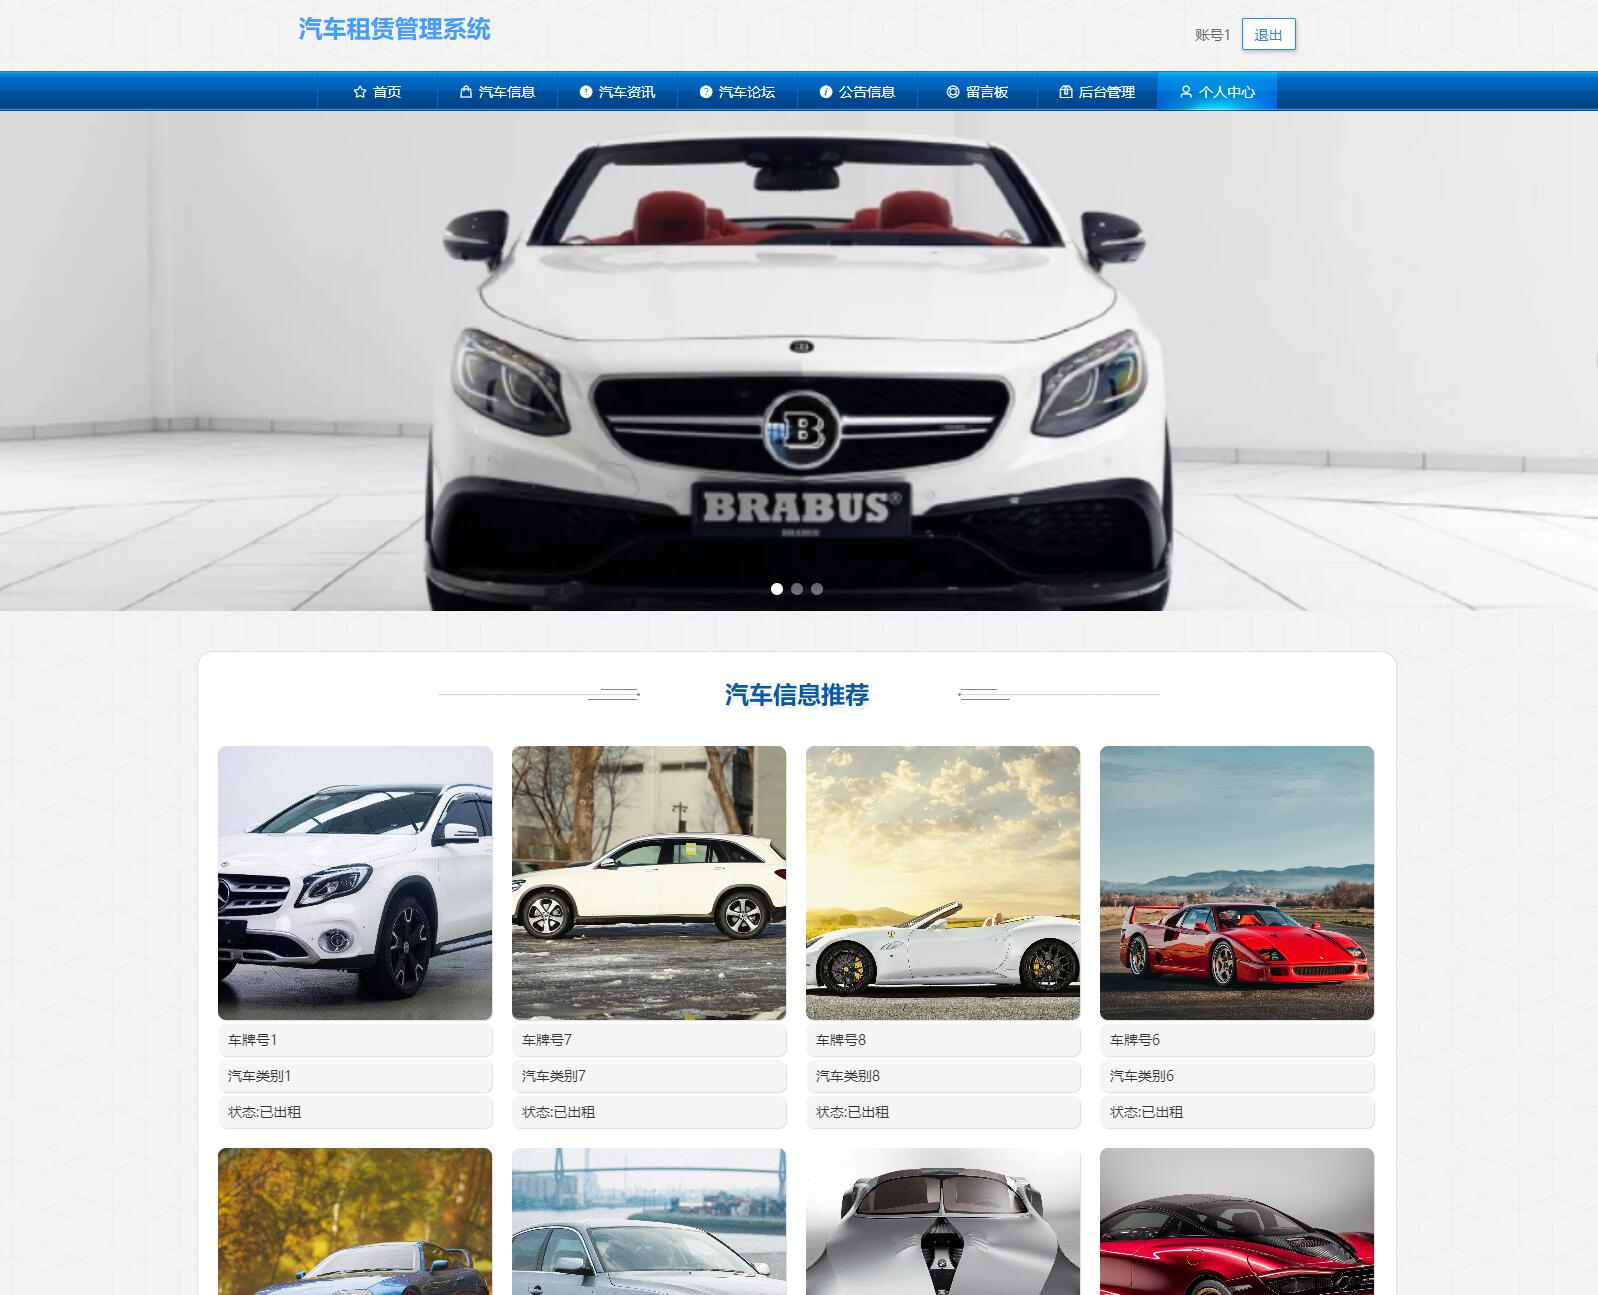 汽车租赁管理系统
账号1 退出
首页 汽车信息 汽车资讯 汽车论坛 公告信息 留言板 后台管理 个人中心
B
BRABUS®
BRABUS
汽车信息推荐
车牌号1 车牌号7 车牌号8 车牌号6
汽车类别1 汽车类别7 汽车类别8 汽车类别6
状态:已出租 状态:已出租 状态:已出租 状态:已出租